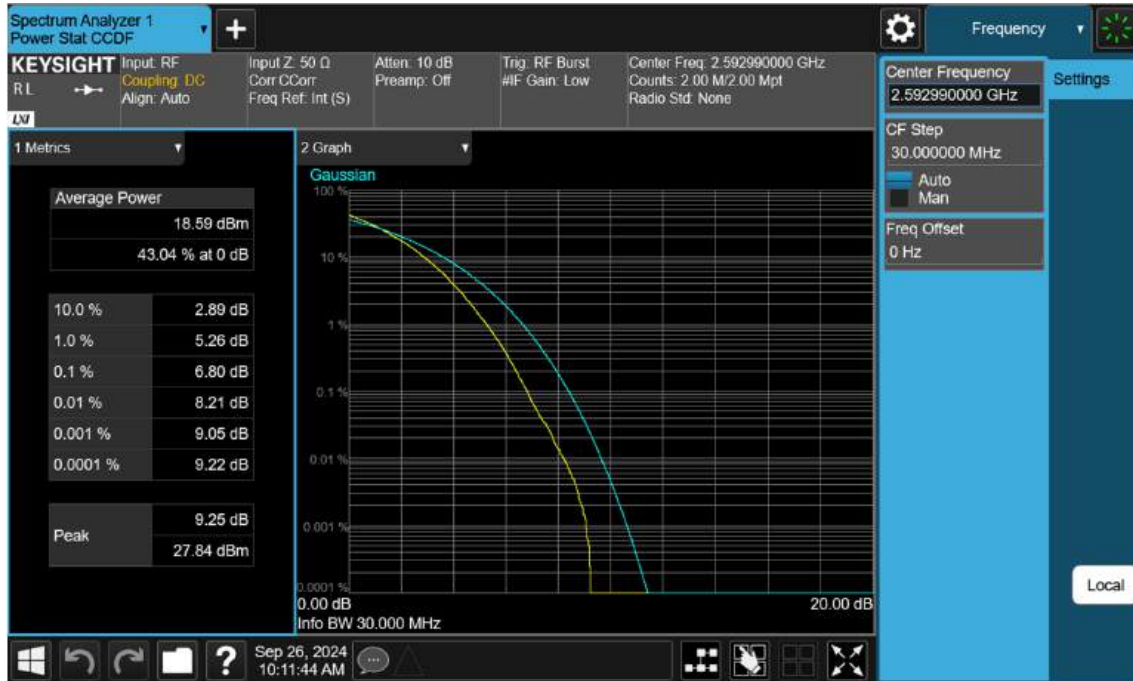 Spectrum Analyzer 1
Power Stat CCDF
Frequency
KEYSIGHT
R L
LXI
Input: RF
Coupling: DC
Align: Auto
Input Z: 50 Ω
Corr CCorr
Freq Ref: Int (S)
Atten: 10 dB
Preamp: Off
Trig: RF Burst
#IF Gain: Low
Center Freq: 2.592990000 GHz
Counts: 2.00 M/2.00 Mpt
Radio Std: None
Center Frequency
2.592990000 GHz
Settings
CF Step
30.000000 MHz
Auto
Man
Freq Offset
0 Hz
1 Metrics
Average Power
18.59 dBm
43.04 % at 0 dB
10.0 % 2.89 dB
1.0 % 5.26 dB
0.1 % 6.80 dB
0.01 % 8.21 dB
0.001 % 9.05 dB
0.0001 % 9.22 dB
Peak 9.25 dB
27.84 dBm
2 Graph
Gaussian
100 %
10 %
1 %
0.1 %
0.01 %
0.001 %
0.0001 %
0.00 dB 20.00 dB
Info BW 30.000 MHz
Local
?
Sep 26, 2024
10:11:44 AM